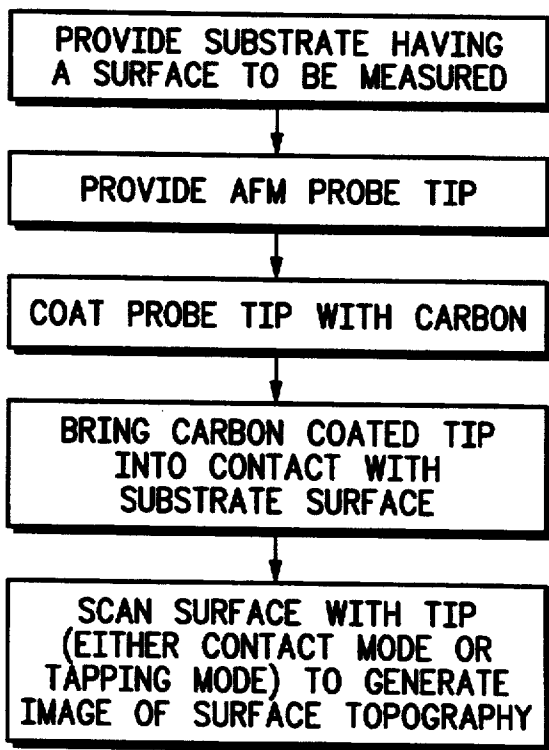 PROVIDE SUBSTRATE HAVING
A SURFACE TO BE MEASURED
PROVIDE AFM PROBE TIP
COAT PROBE TIP WITH CARBON
BRING CARBON COATED TIP
INTO CONTACT WITH
SUBSTRATE SURFACE
SCAN SURFACE WITH TIP
(EITHER CONTACT MODE OR
TAPPING MODE) TO GENERATE
IMAGE OF SURFACE TOPOGRAPHY